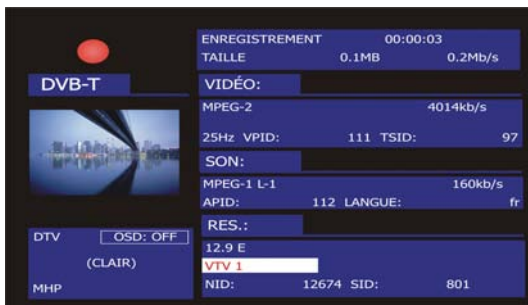 ENREGISTREMENT 00:00:03
TAILLE 0.1MB 0.2Mb/s
DVB-T
VIDÉO:
MPEG-2 4014kb/s
25Hz VPID: 111 TSID: 97
SON:
MPEG-1 L-1 160kb/s
APID: 112 LANGUE: fr
RES.:
12.9 E
VTV 1
NID: 12674 SID: 801
DTV OSD: OFF
(CLAIR)
MHP